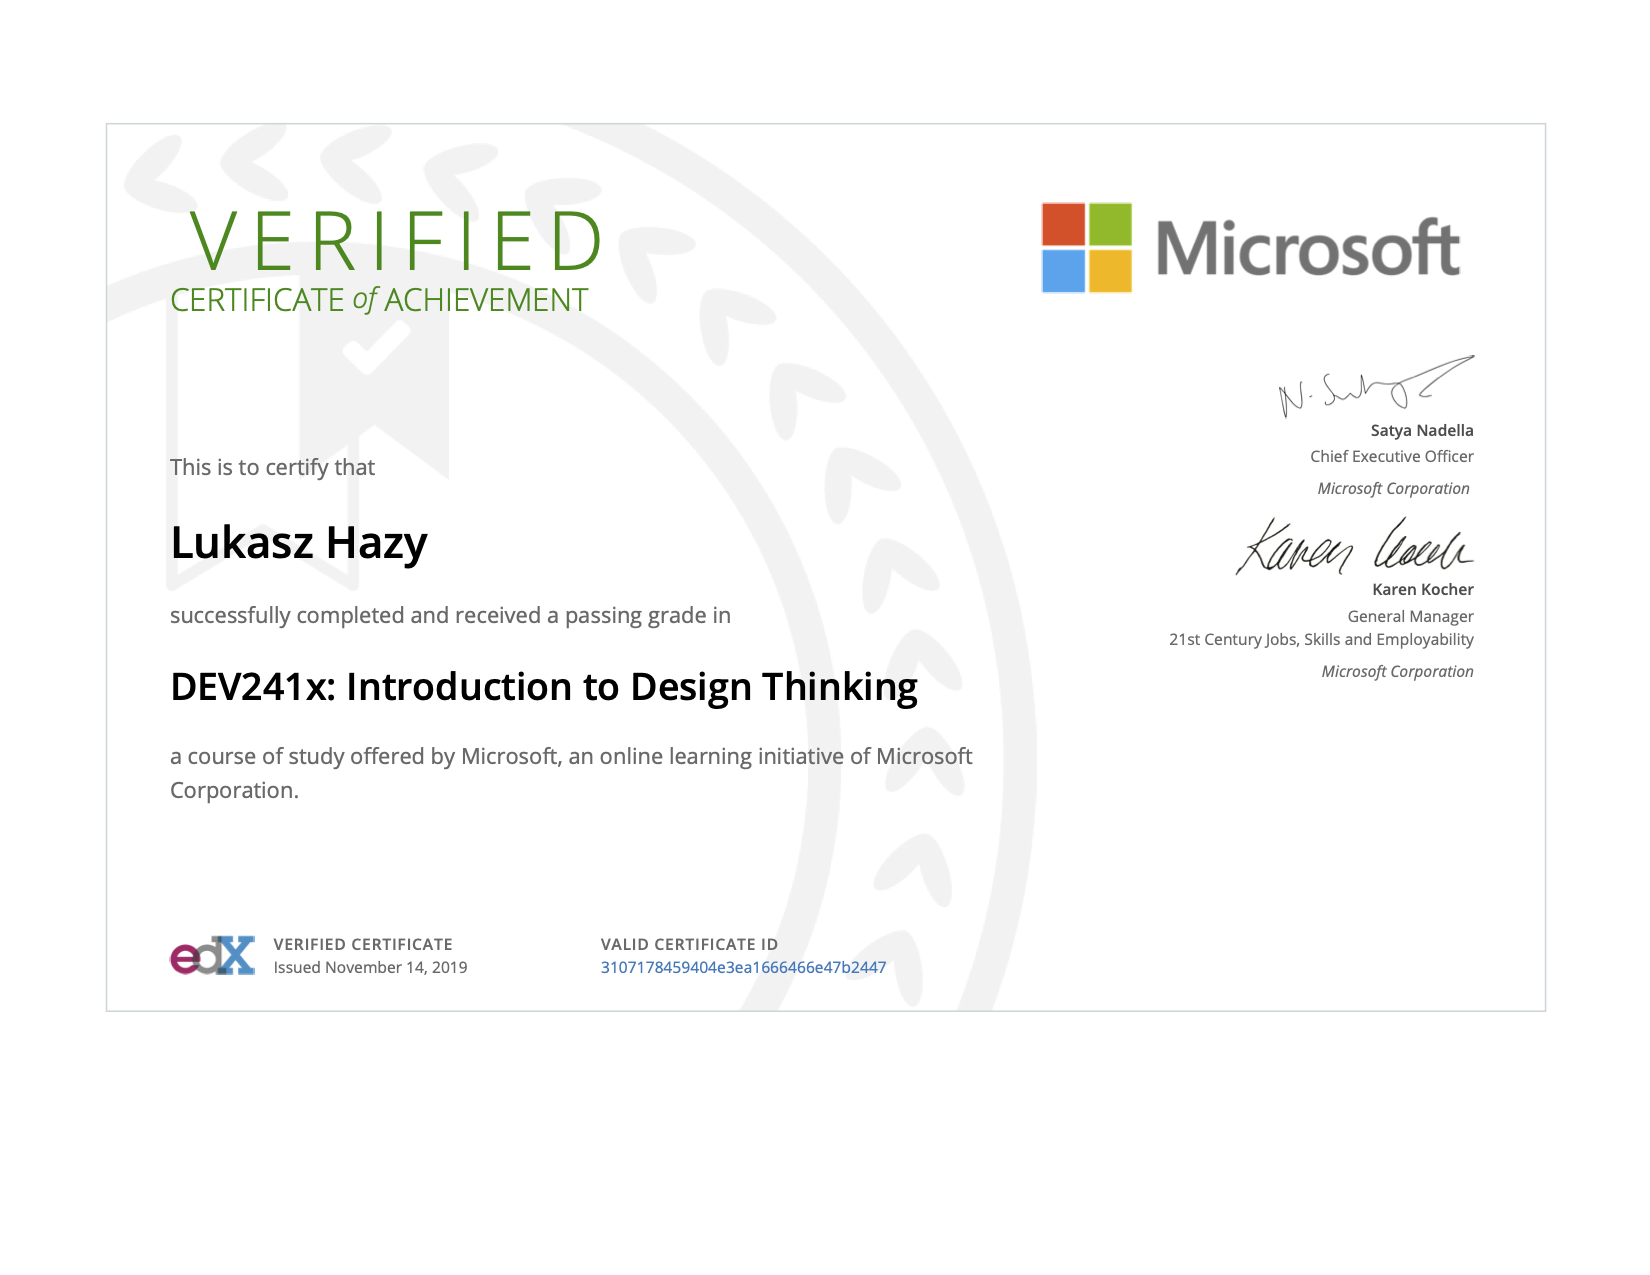 VERIFIED
CERTIFICATE of ACHIEVEMENT
Microsoft
This is to certify that
Lukasz Hazy
successfully completed and received a passing grade in
DEV241x: Introduction to Design Thinking
a course of study offered by Microsoft, an online learning initiative of Microsoft
Corporation.
N. Satya
Satya Nadella
Chief Executive Officer
Microsoft Corporation
Karen Kocher
Karen Kocher
General Manager
21st Century Jobs, Skills and Employability
Microsoft Corporation
edX
VERIFIED CERTIFICATE
Issued November 14, 2019
VALID CERTIFICATE ID
3107178459404e3ea1666466e47b2447